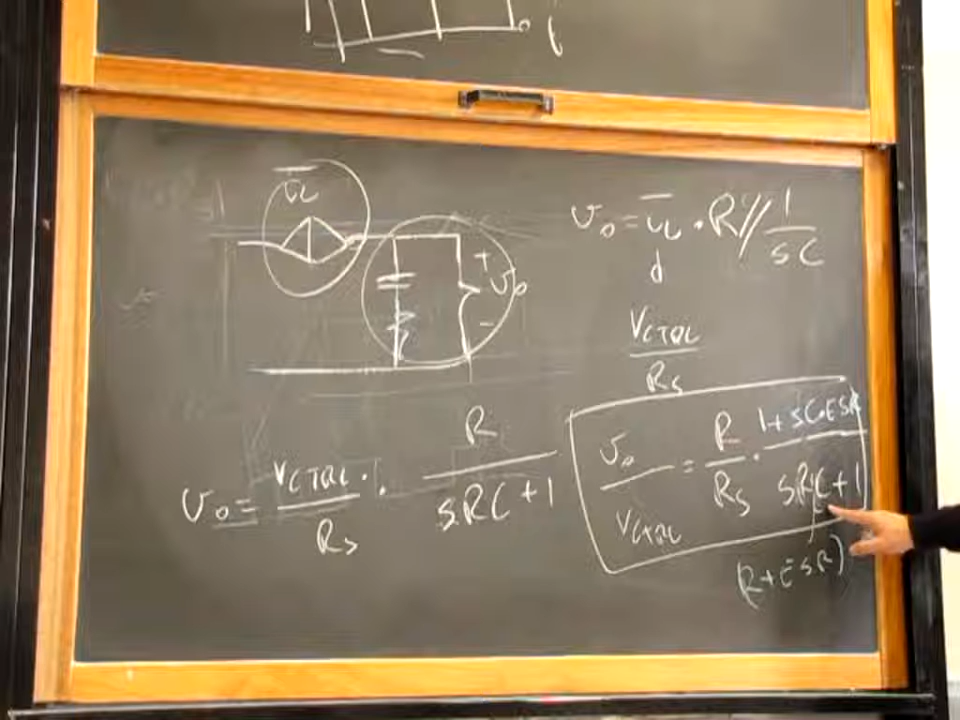 i
v̅L
+
vo
-
vo = v̅L · R // 1/sC
d
VCTRL/Rs
vo = VCTRL/Rs · R/(sRC+1)
vo/VCTRL = R/Rs · (1+sC·ESR)/(sRC+1)
(R+ESR)